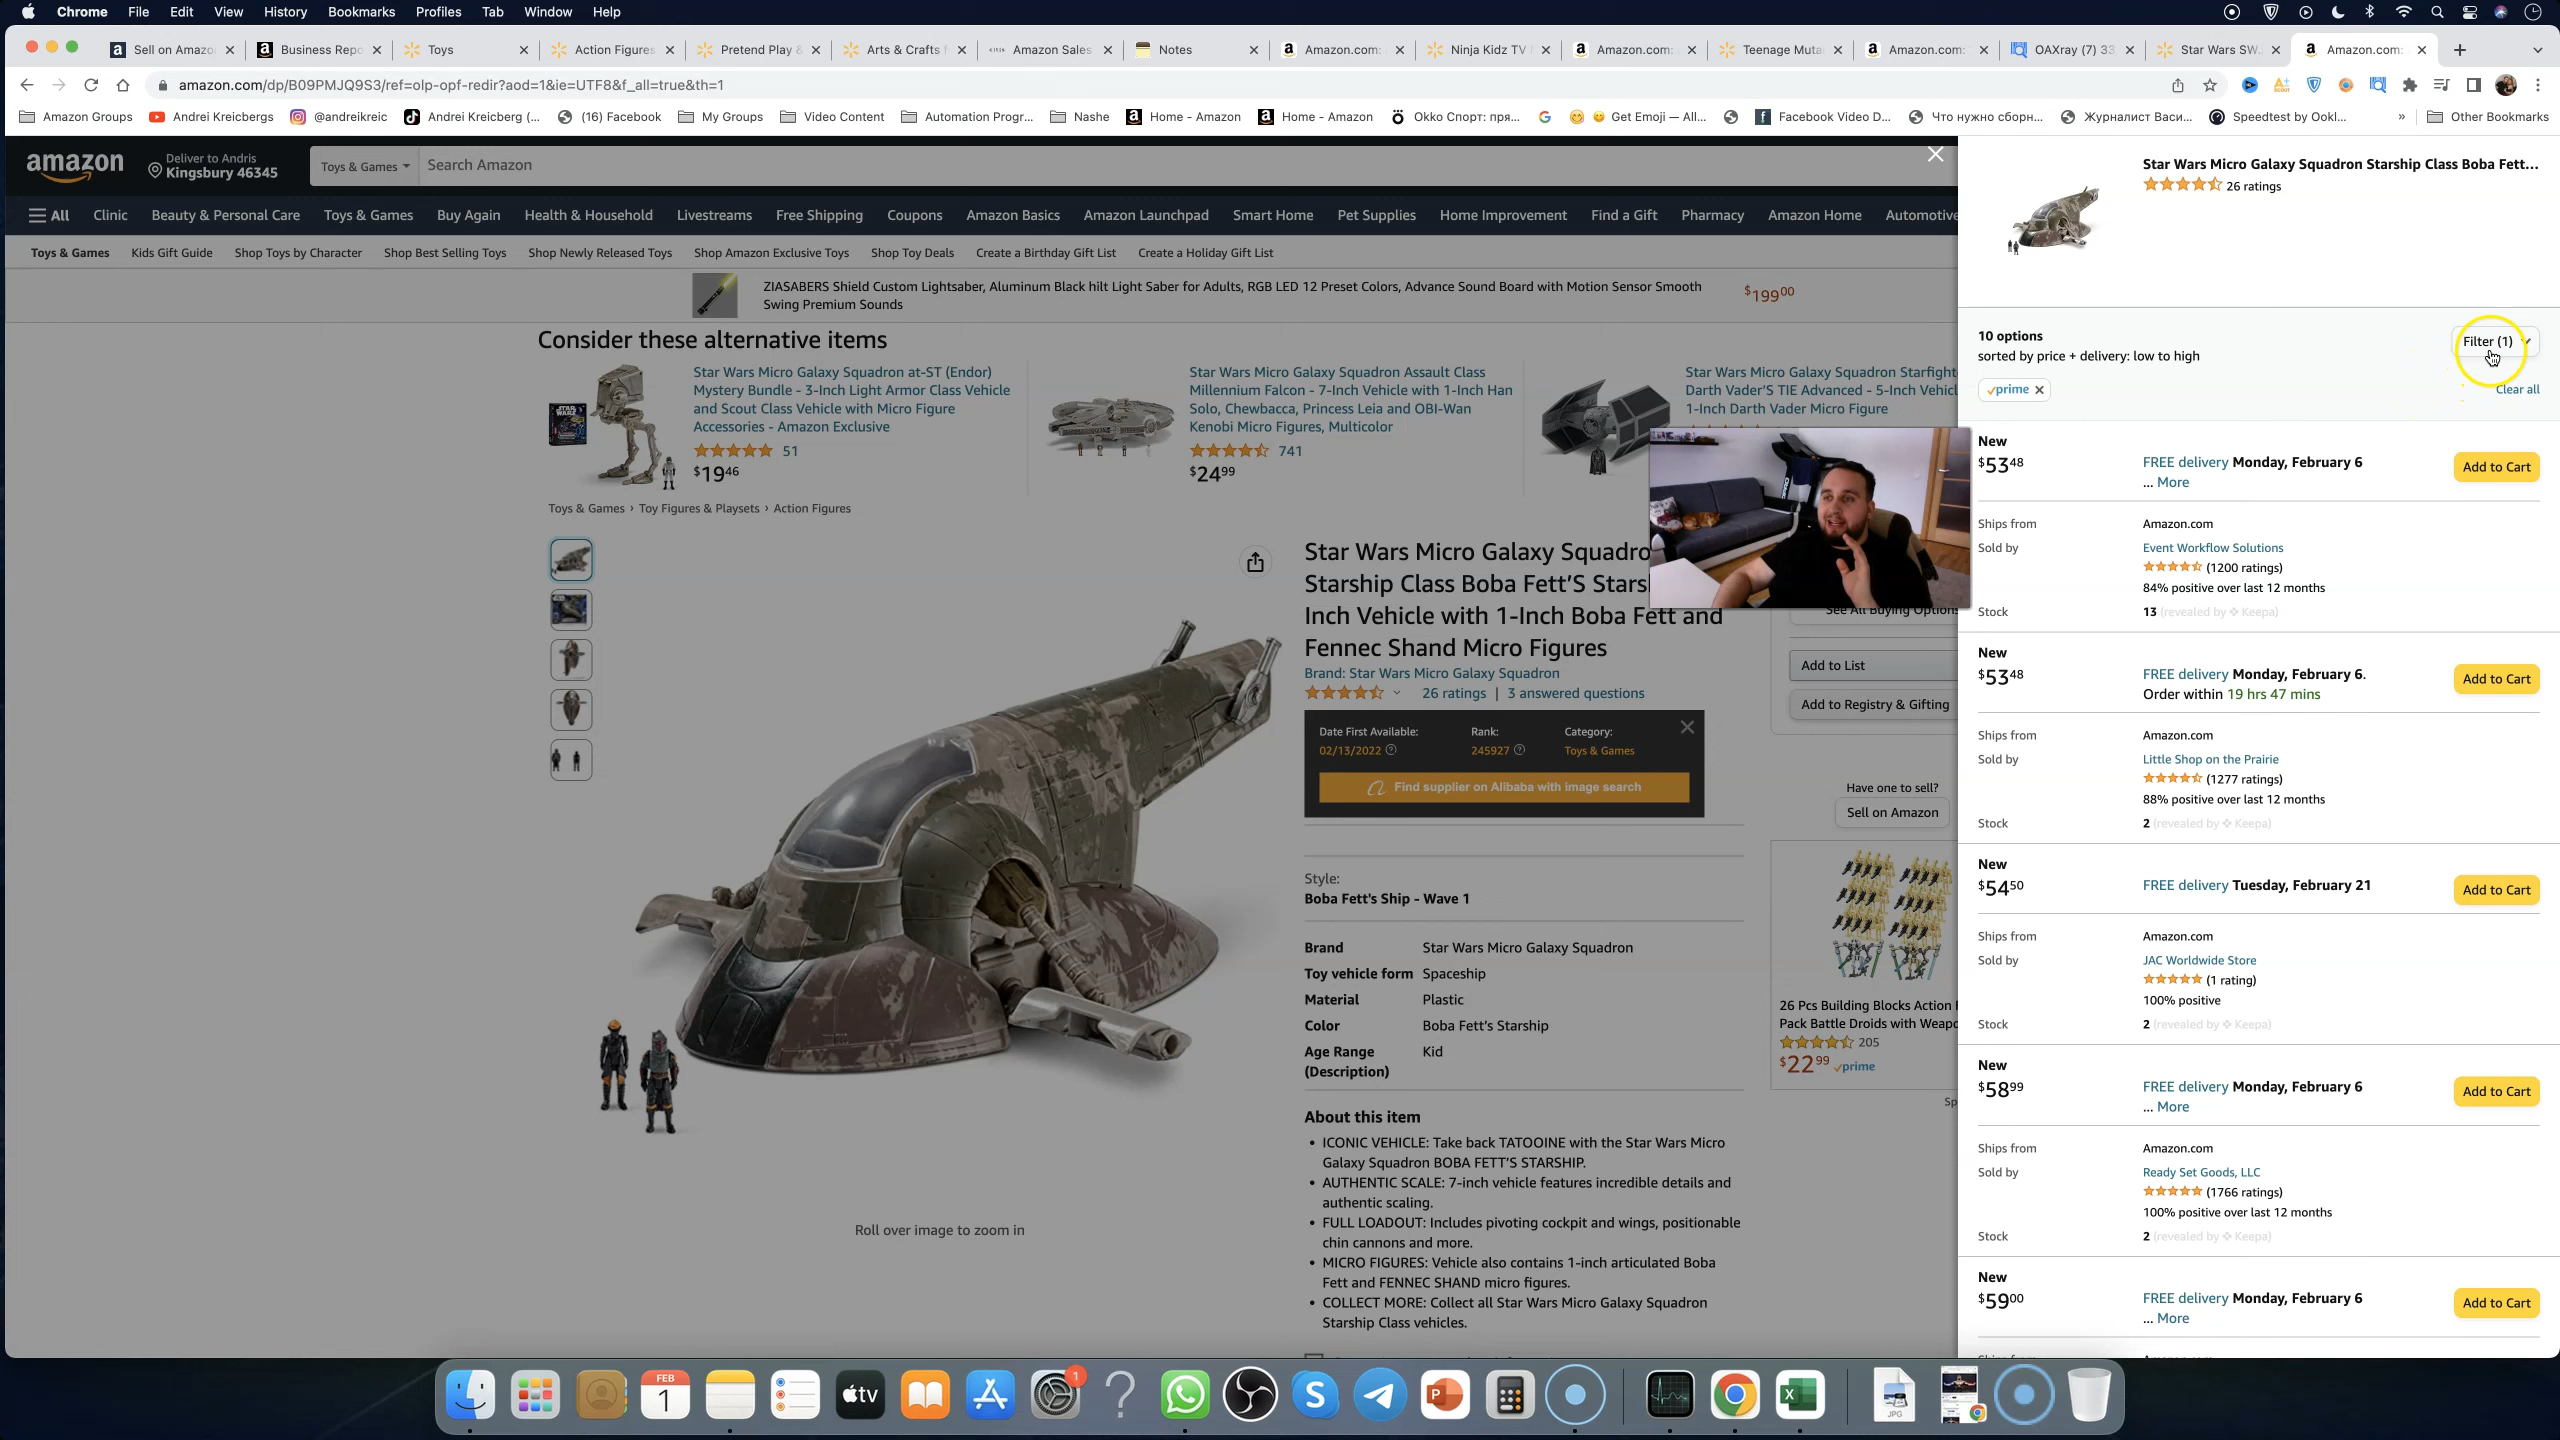 Chrome File Edit View History Bookmarks Profiles Tab Window Help
Sell on Amazo
Business Repo
Toys
Action Figures
Pretend Play &
Arts & Crafts f
Amazon Sales
Notes
Amazon.com:
Ninja Kidz TV
Amazon.com:
Teenage Muta
Amazon.com:
OAXray (7) 33
Star Wars SW
Amazon.com:
amazon.com/dp/B09PMJQ9S3/ref=olp-opf-redir?aod=1&ie=UTF8&f_all=true&th=1
Amazon Groups
Andrei Kreicbergs
@andreikreic
Andrei Kreicberg (...
(16) Facebook
My Groups
Video Content
Automation Progr...
Nashe
Home - Amazon
Home - Amazon
Okko Спорт: пря...
Get Emoji — All...
Facebook Video D...
Что нужно сборн...
Журналист Васи...
Speedtest by Ookl...
»
Other Bookmarks
amazon
Deliver to Andris
Kingsbury 46345
Toys & Games
Search Amazon
All Clinic Beauty & Personal Care Toys & Games Buy Again Health & Household Livestreams Free Shipping Coupons Amazon Basics Amazon Launchpad Smart Home Pet Supplies Home Improvement Find a Gift Pharmacy Amazon Home Automotive
Toys & Games Kids Gift Guide Shop Toys by Character Shop Best Selling Toys Shop Newly Released Toys Shop Amazon Exclusive Toys Shop Toy Deals Create a Birthday Gift List Create a Holiday Gift List
ZIASABERS Shield Custom Lightsaber, Aluminum Black hilt Light Saber for Adults, RGB LED 12 Preset Colors, Advance Sound Board with Motion Sensor Smooth
Swing Premium Sounds
$199 00
Consider these alternative items
Star Wars Micro Galaxy Squadron at-ST (Endor)
Mystery Bundle - 3-Inch Light Armor Class Vehicle
and Scout Class Vehicle with Micro Figure
Accessories - Amazon Exclusive
51
$19 46
Star Wars Micro Galaxy Squadron Assault Class
Millennium Falcon - 7-Inch Vehicle with 1-Inch Han
Solo, Chewbacca, Princess Leia and OBI-Wan
Kenobi Micro Figures, Multicolor
741
$24 99
Star Wars Micro Galaxy Squadron Starfight
Darth Vader'S TIE Advanced - 5-Inch Vehicl
1-Inch Darth Vader Micro Figure
Toys & Games › Toy Figures & Playsets › Action Figures
Roll over image to zoom in
Star Wars Micro Galaxy Squadro
Starship Class Boba Fett'S Stars
Inch Vehicle with 1-Inch Boba Fett and
Fennec Shand Micro Figures
Brand: Star Wars Micro Galaxy Squadron
26 ratings | 3 answered questions
Date First Available: Rank: Category:
02/13/2022 245927 Toys & Games
Find supplier on Alibaba with image search
Style:
Boba Fett's Ship - Wave 1
Brand Star Wars Micro Galaxy Squadron
Toy vehicle form Spaceship
Material Plastic
Color Boba Fett's Starship
Age Range Kid
(Description)
About this item
• ICONIC VEHICLE: Take back TATOOINE with the Star Wars Micro
Galaxy Squadron BOBA FETT'S STARSHIP.
• AUTHENTIC SCALE: 7-inch vehicle features incredible details and
authentic scaling.
• FULL LOADOUT: Includes pivoting cockpit and wings, positionable
chin cannons and more.
• MICRO FIGURES: Vehicle also contains 1-inch articulated Boba
Fett and FENNEC SHAND micro figures.
• COLLECT MORE: Collect all Star Wars Micro Galaxy Squadron
Starship Class vehicles.
See All Buying Options
Add to List
Add to Registry & Gifting
Have one to sell?
Sell on Amazon
26 Pcs Building Blocks Action
Pack Battle Droids with Weapo
205
$22 99 prime
Sp
Star Wars Micro Galaxy Squadron Starship Class Boba Fett...
26 ratings
10 options
sorted by price + delivery: low to high
Filter (1)
prime
Clear all
New
$53 48
FREE delivery Monday, February 6
... More
Add to Cart
Ships from Amazon.com
Sold by Event Workflow Solutions
(1200 ratings)
84% positive over last 12 months
Stock 13 (revealed by Keepa)
New
$53 48
FREE delivery Monday, February 6.
Order within 19 hrs 47 mins
Add to Cart
Ships from Amazon.com
Sold by Little Shop on the Prairie
(1277 ratings)
88% positive over last 12 months
Stock 2 (revealed by Keepa)
New
$54 50
FREE delivery Tuesday, February 21
Add to Cart
Ships from Amazon.com
Sold by JAC Worldwide Store
(1 rating)
100% positive
Stock 2 (revealed by Keepa)
New
$58 99
FREE delivery Monday, February 6
... More
Add to Cart
Ships from Amazon.com
Sold by Ready Set Goods, LLC
(1766 ratings)
100% positive over last 12 months
Stock 2 (revealed by Keepa)
New
$59 00
FREE delivery Monday, February 6
... More
Add to Cart
FEB
1
tv
1
JPG